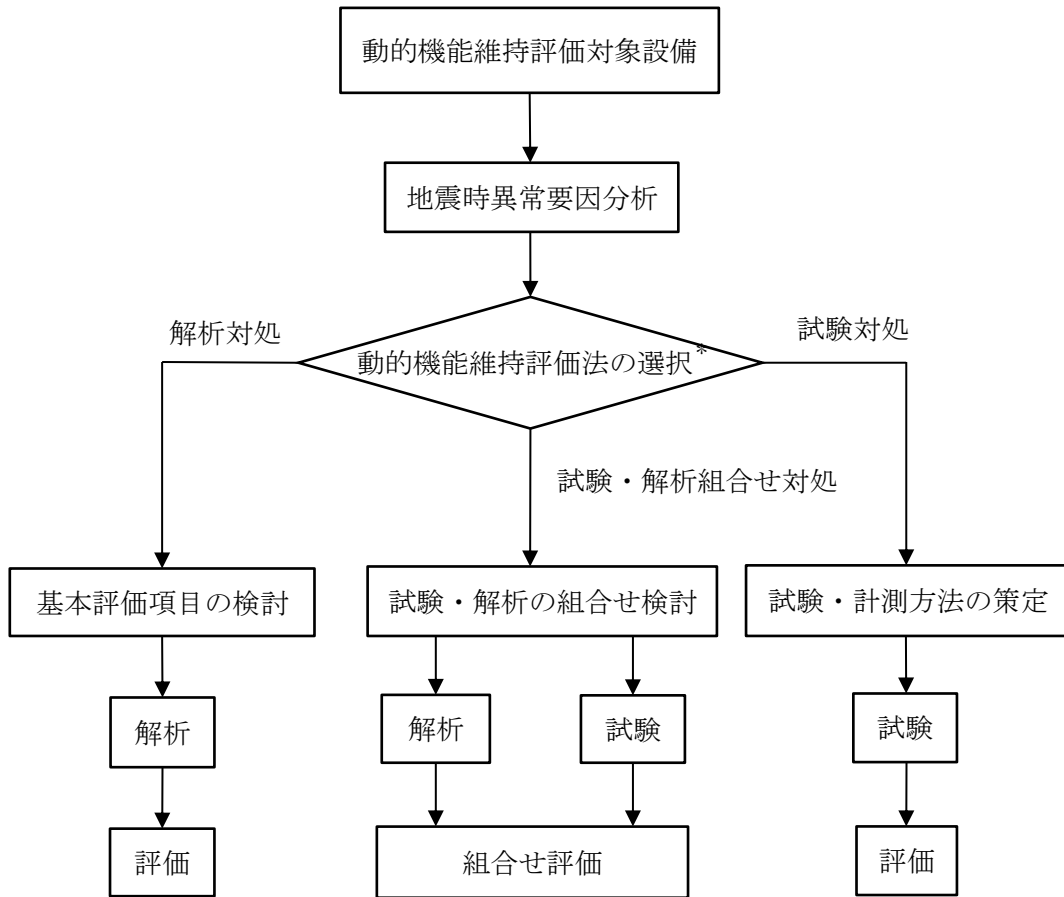 動的機能維持評価対象設備
地震時異常要因分析
解析対処
試験対処
動的機能維持評価法の選択*
試験・解析組合せ対処
基本評価項目の検討
試験・解析の組合せ検討
試験・計測方法の策定
解析
解析
試験
試験
評価
組合せ評価
評価